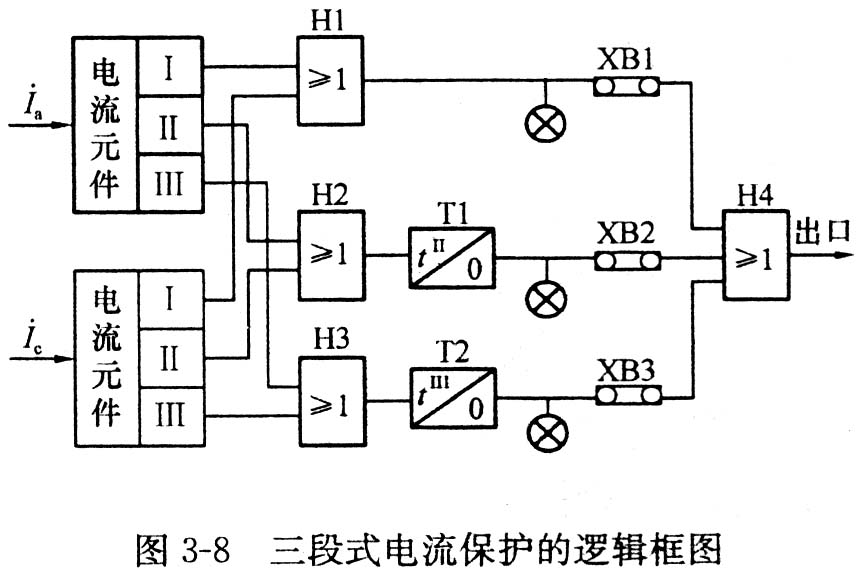 H1
XB1
電流元件
I
II
III
≥1
İa
H2
T1
XB2
H4
≥1
tII
0
≥1
出口
电流元件
I
II
III
İc
H3
T2
XB3
≥1
tIII
0
图 3-8 三段式电流保护的逻辑框图